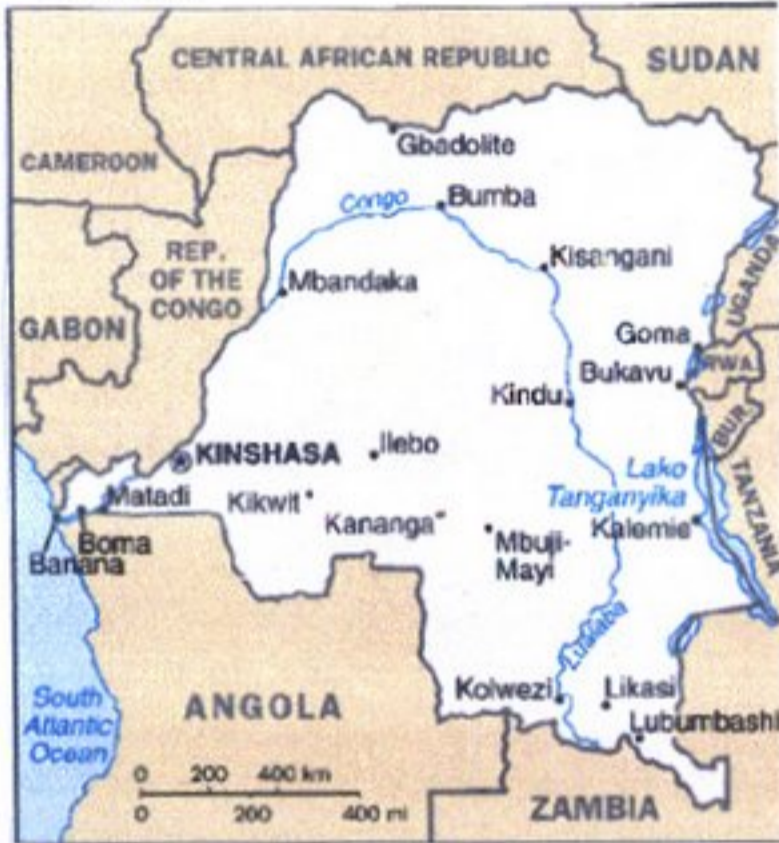 CENTRAL AFRICAN REPUBLIC
SUDAN
CAMEROON
Gbadolite
Congo
Bumba
REP.
OF THE
CONGO
Kisangani
UGANDA
Mbandaka
GABON
Goma
RWA.
Bukavu
Kindu
BUR.
KINSHASA
Ilebo
Lake
Tanganyika
TANZANIA
Matadi
Kikwit
Kananga
Kalemie
Boma
Banana
Mbuji-
Mayi
Lualaba
South
Atlantic
Ocean
ANGOLA
Kolwezi
Likasi
Lubumbashi
0 200 400 km
0 200 400 mi
ZAMBIA